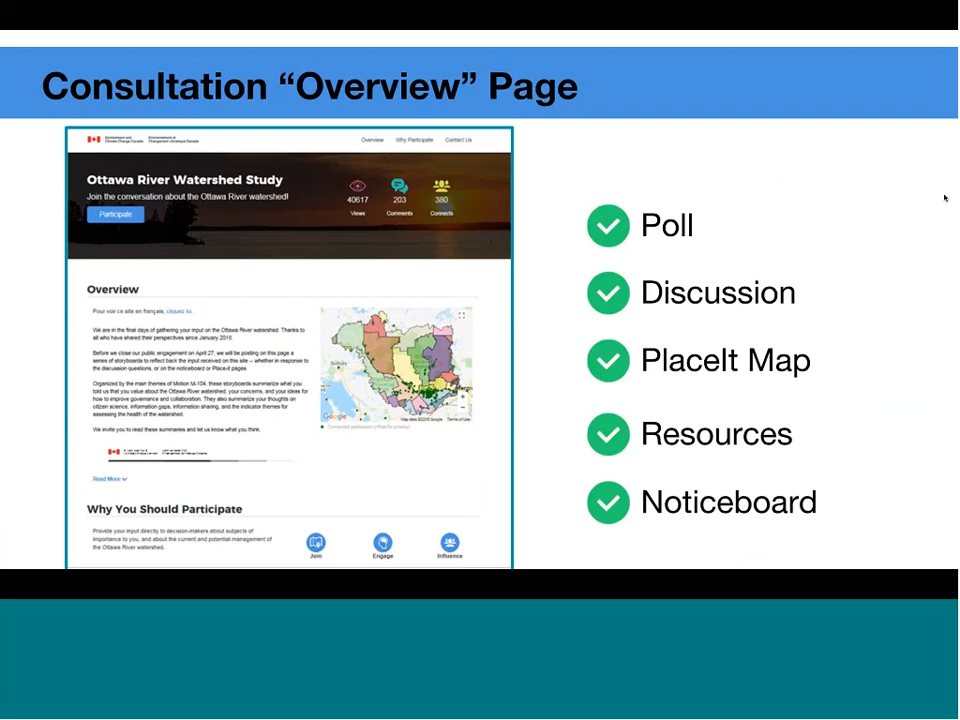 Consultation “Overview” Page
Environment and Climate Change Canada
Environnement et Changement climatique Canada
Overview Why Participate Contact Us
Ottawa River Watershed Study
Join the conversation about the Ottawa River watershed!
Participate
40617 203 380
Views Comments Connects
Overview
Pour voir ce site en français, cliquez ici.
We are in the final days of gathering your input on the Ottawa River watershed. Thanks to
all who have shared their perspectives since January 2018.
Before we close our public engagement on April 27, we will be posting on this page a
series of storyboards to reflect back the input received on this site – whether in response to
the discussion questions, or on the noticeboard or Place-it pages.
Organized by the main themes of Motion M-104, these storyboards summarize what you
told us that you value about the Ottawa River watershed, your concerns, and your ideas for
how to improve governance and collaboration. They also summarize your thoughts on
citizen science, information gaps, information sharing, and the indicator themes for
assessing the health of the watershed.
We invite you to read these summaries and let us know what you think.
Google
Map data ©2018 Google Terms of Use
Read More
Why You Should Participate
Provide your input directly to decision-makers about subjects of
importance to you, and about the current and potential management of
the Ottawa River watershed.
Join Engage Influence
Poll
Discussion
PlaceIt Map
Resources
Noticeboard